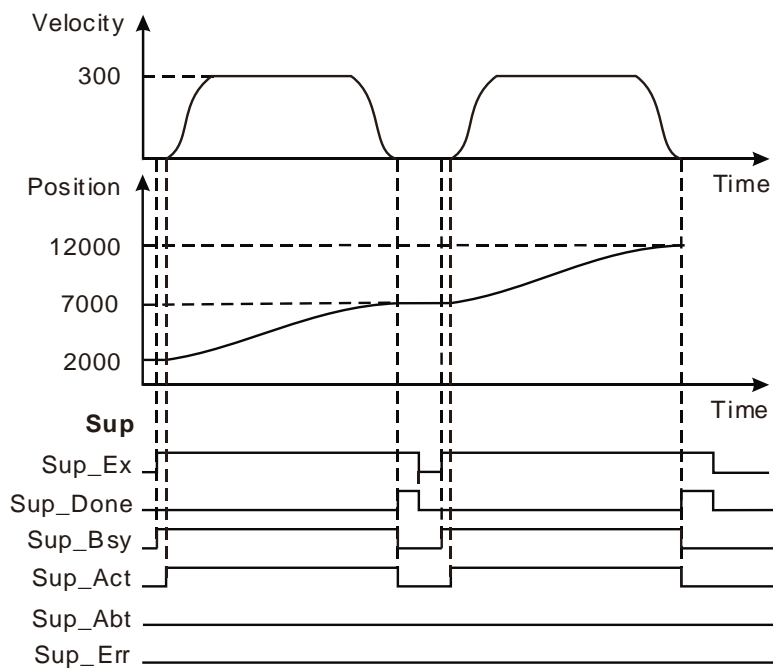 Velocity
300
Time
Position
12000
7000
2000
Time
Sup
Sup_Ex
Sup_Done
Sup_Bsy
Sup_Act
Sup_Abt
Sup_Err